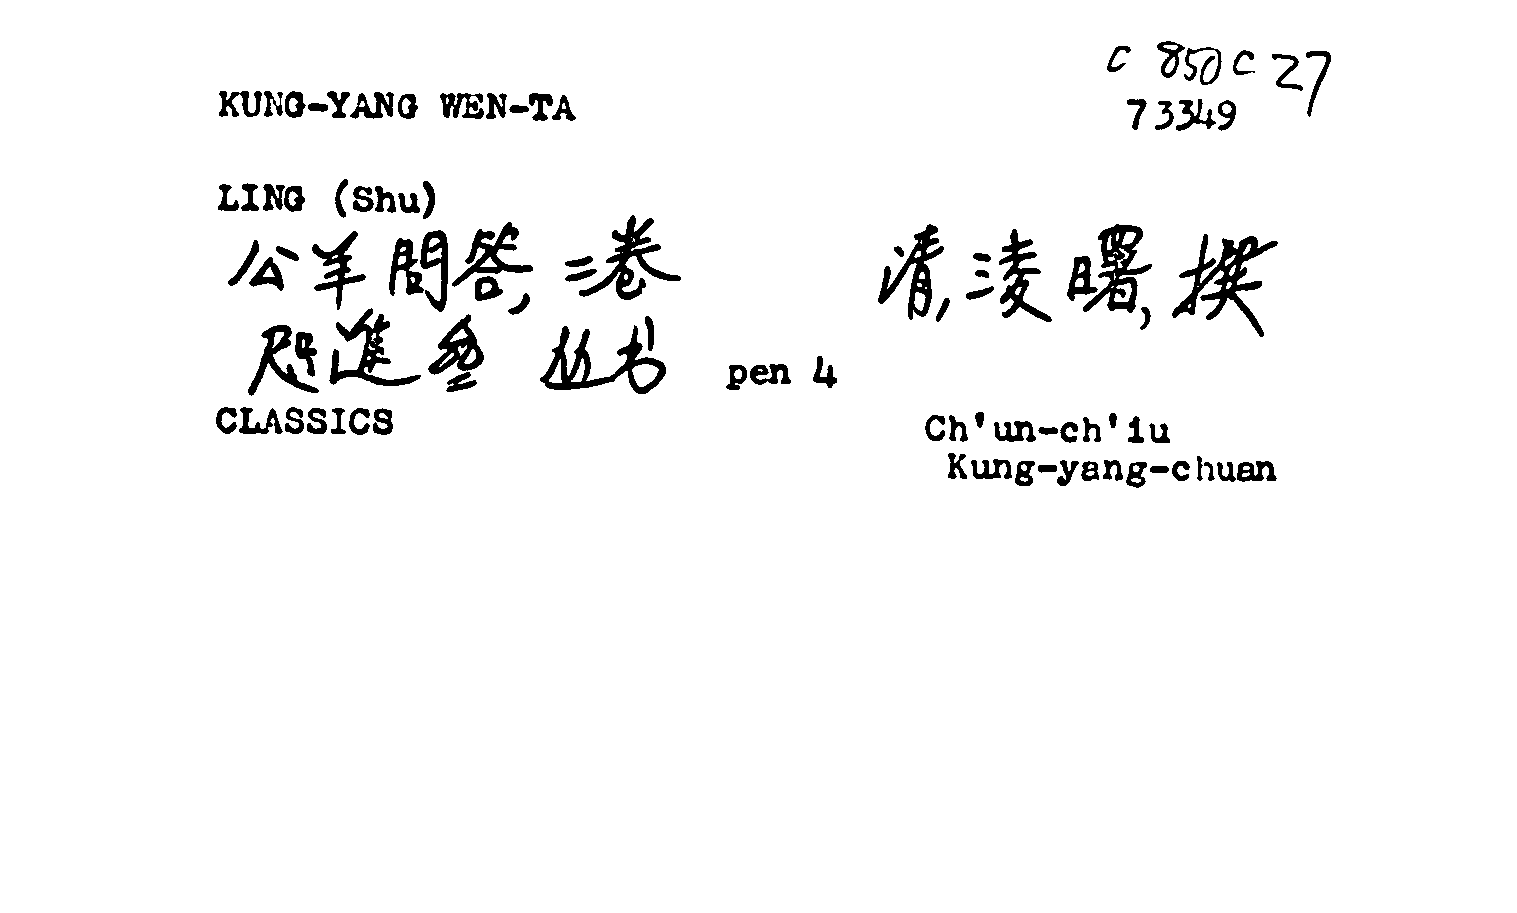 C 850 C 27
KUNG-YANG WEN-TA
73349
LING (Shu)
公羊問答, 二卷 清, 淩曙, 撰
咫進齋 丛书 pen 4
CLASSICS
Ch'un-ch'iu
Kung-yang-chuan